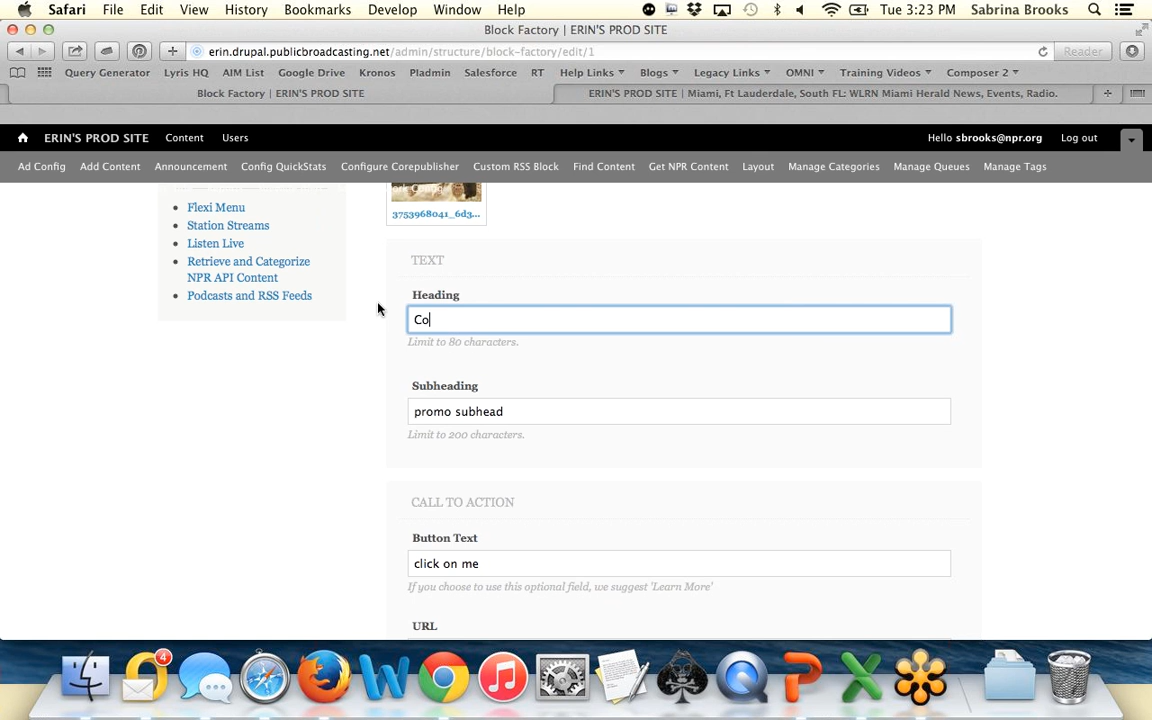 Safari File Edit View History Bookmarks Develop Window Help Tue 3:23 PM Sabrina Brooks
Block Factory | ERIN'S PROD SITE
erin.drupal.publicbroadcasting.net/admin/structure/block-factory/edit/1 Reader
Query Generator Lyris HQ AIM List Google Drive Kronos Pladmin Salesforce RT Help Links Blogs Legacy Links OMNI Training Videos Composer 2
Block Factory | ERIN'S PROD SITE ERIN'S PROD SITE | Miami, Ft Lauderdale, South FL: WLRN Miami Herald News, Events, Radio.
ERIN'S PROD SITE Content Users Hello sbrooks@npr.org Log out
Ad Config Add Content Announcement Config QuickStats Configure Corepublisher Custom RSS Block Find Content Get NPR Content Layout Manage Categories Manage Queues Manage Tags
Flexi Menu
Station Streams
Listen Live
Retrieve and Categorize
NPR API Content
Podcasts and RSS Feeds
3753968041_6d3...
TEXT
Heading
Co
Limit to 80 characters.
Subheading
promo subhead
Limit to 200 characters.
CALL TO ACTION
Button Text
click on me
If you choose to use this optional field, we suggest 'Learn More'
URL
4